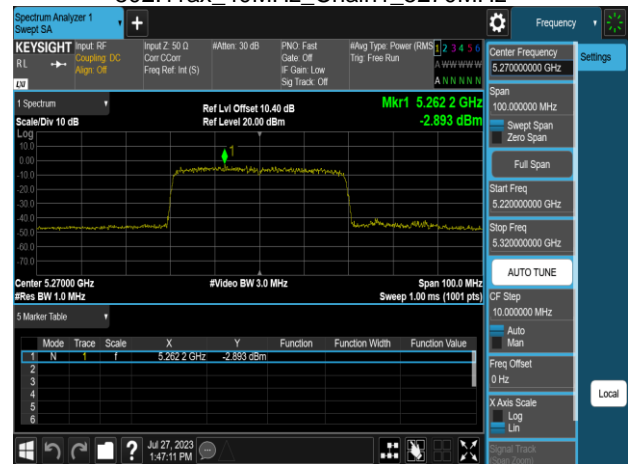 Spectrum Analyzer 1
Swept SA
+
Frequency
KEYSIGHT
RL
LXI
Input: RF
Coupling: DC
Align: Off
Input Z: 50 Ω
Corr CCorr
Freq Ref: Int (S)
#Atten: 30 dB
PNO: Fast
Gate: Off
IF Gain: Low
Sig Track: Off
#Avg Type: Power (RMS
Trig: Free Run
1 2 3 4 5 6
A W W W W W
A N N N N N
1 Spectrum
Scale/Div 10 dB
Ref Lvl Offset 10.40 dB
Ref Level 20.00 dBm
Mkr1 5.262 2 GHz
-2.893 dBm
Log
10.0
0.00
-10.0
-20.0
-30.0
-40.0
-50.0
-60.0
-70.0
1
Center 5.27000 GHz
#Res BW 1.0 MHz
#Video BW 3.0 MHz
Span 100.0 MHz
Sweep 1.00 ms (1001 pts)
5 Marker Table
Mode Trace Scale X Y Function Function Width Function Value
1 N 1 f 5.262 2 GHz -2.893 dBm
2
3
4
5
6
Jul 27, 2023
1:47:11 PM
?
Center Frequency
5.270000000 GHz
Settings
Span
100.000000 MHz
Swept Span
Zero Span
Full Span
Start Freq
5.220000000 GHz
Stop Freq
5.320000000 GHz
AUTO TUNE
CF Step
10.000000 MHz
Auto
Man
Freq Offset
0 Hz
X Axis Scale
Log
Lin
Local
Signal Track
(Span Zoom)